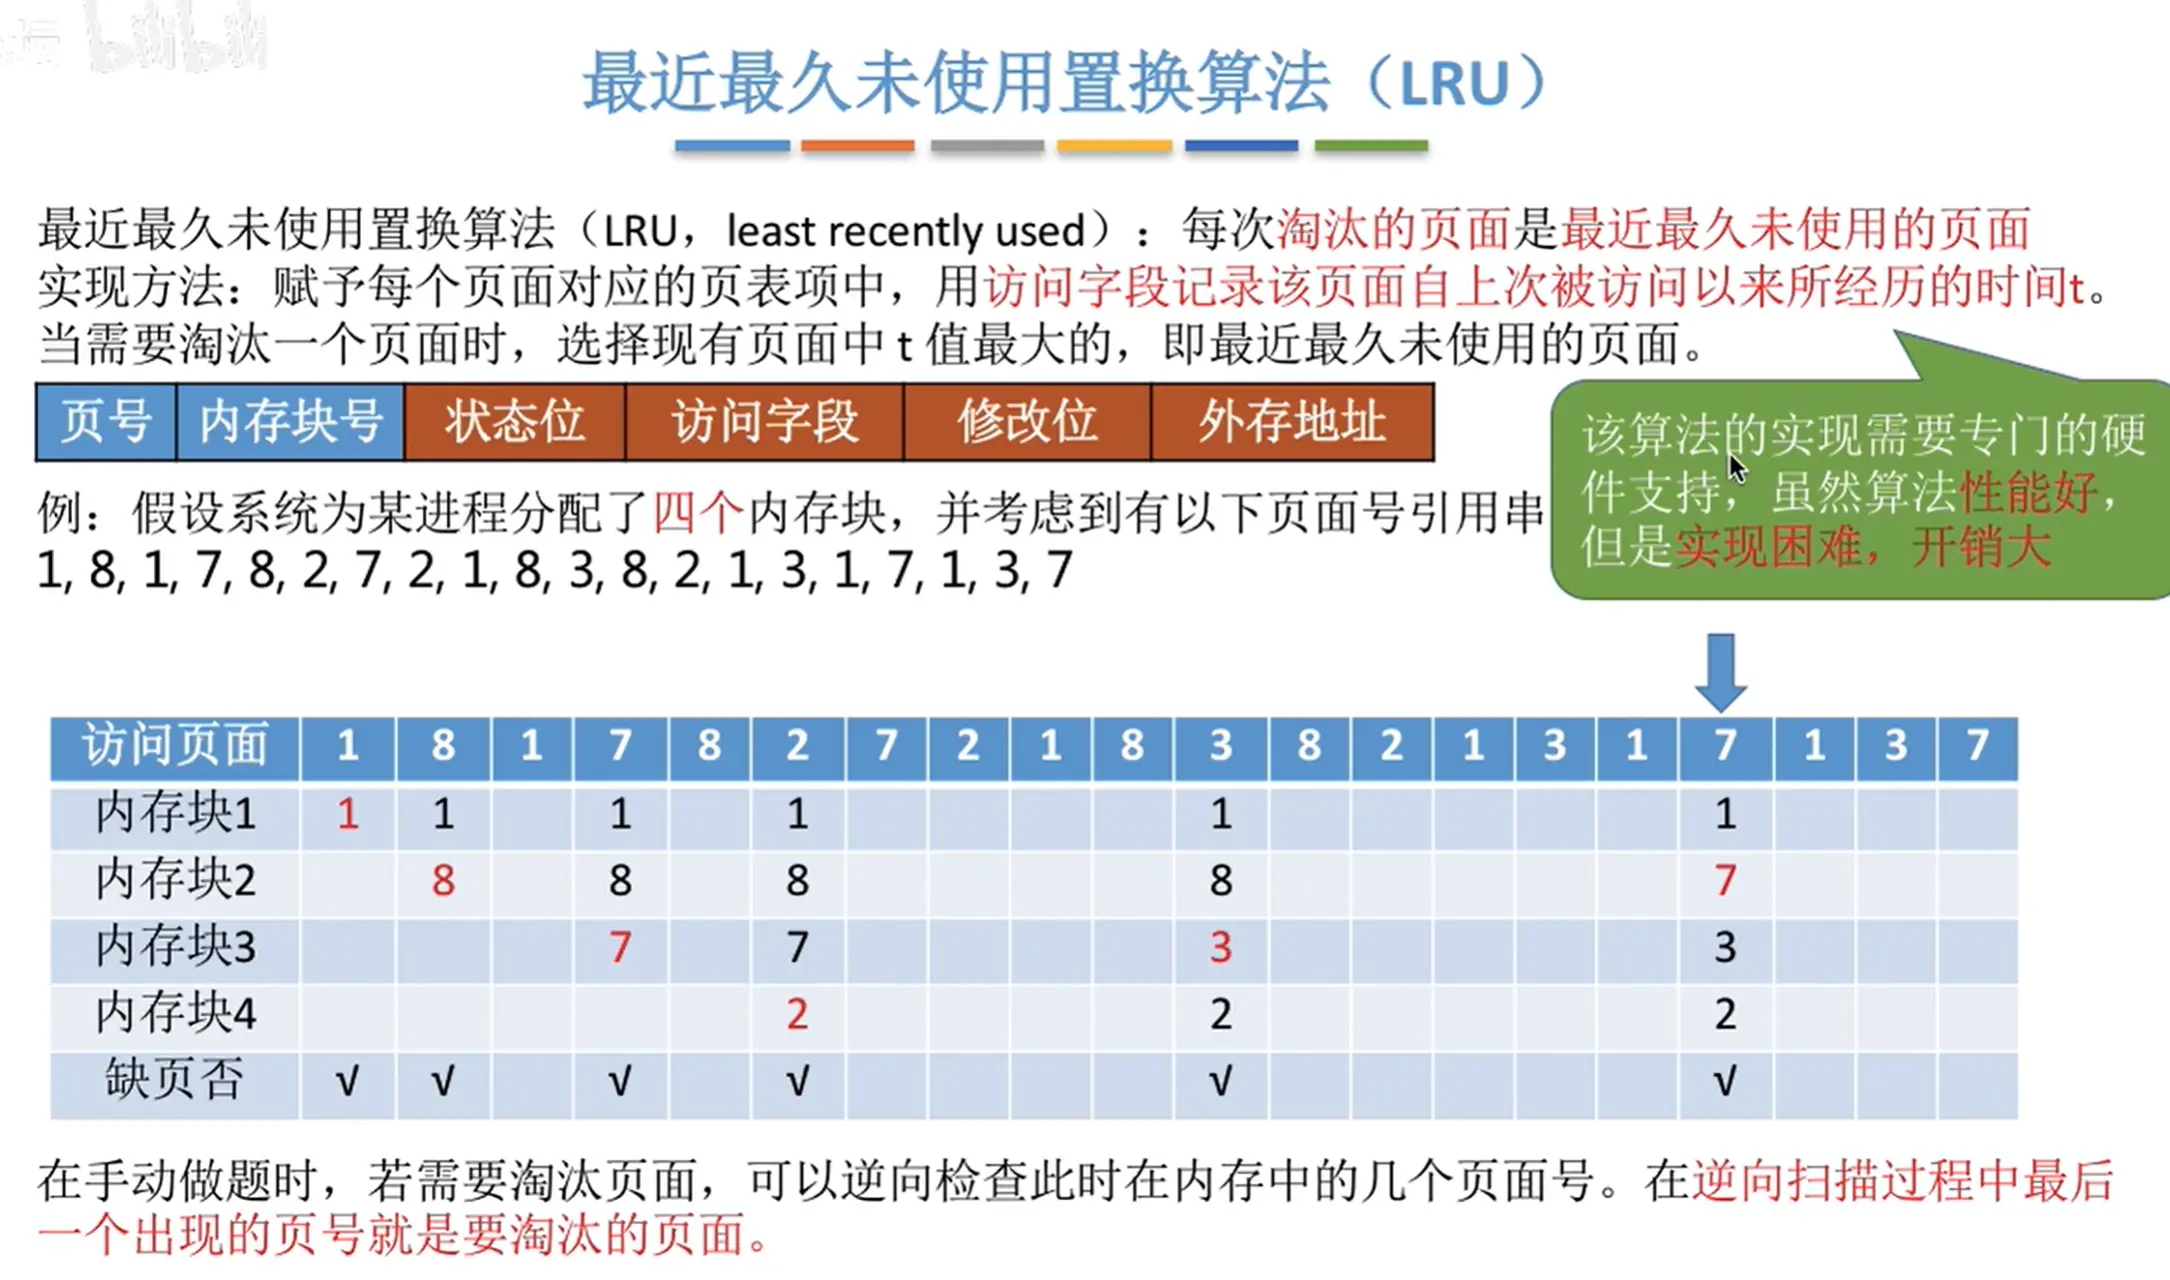 bilibili
最近最久未使用置换算法（LRU）
最近最久未使用置换算法（LRU，least recently used）：每次淘汰的页面是最近最久未使用的页面
实现方法：赋予每个页面对应的页表项中，用访问字段记录该页面自上次被访问以来所经历的时间t。
当需要淘汰一个页面时，选择现有页面中 t 值最大的，即最近最久未使用的页面。
页号 内存块号 状态位 访问字段 修改位 外存地址
该算法的实现需要专门的硬
件支持，虽然算法性能好，
但是实现困难，开销大
例：假设系统为某进程分配了四个内存块，并考虑到有以下页面号引用串
1, 8, 1, 7, 8, 2, 7, 2, 1, 8, 3, 8, 2, 1, 3, 1, 7, 1, 3, 7
访问页面 1 8 1 7 8 2 7 2 1 8 3 8 2 1 3 1 7 1 3 7
内存块1 1 1 1 1 1 1
内存块2 8 8 8 8 7
内存块3 7 7 3 3
内存块4 2 2 2
缺页否 √ √ √ √ √ √
在手动做题时，若需要淘汰页面，可以逆向检查此时在内存中的几个页面号。在逆向扫描过程中最后
一个出现的页号就是要淘汰的页面。